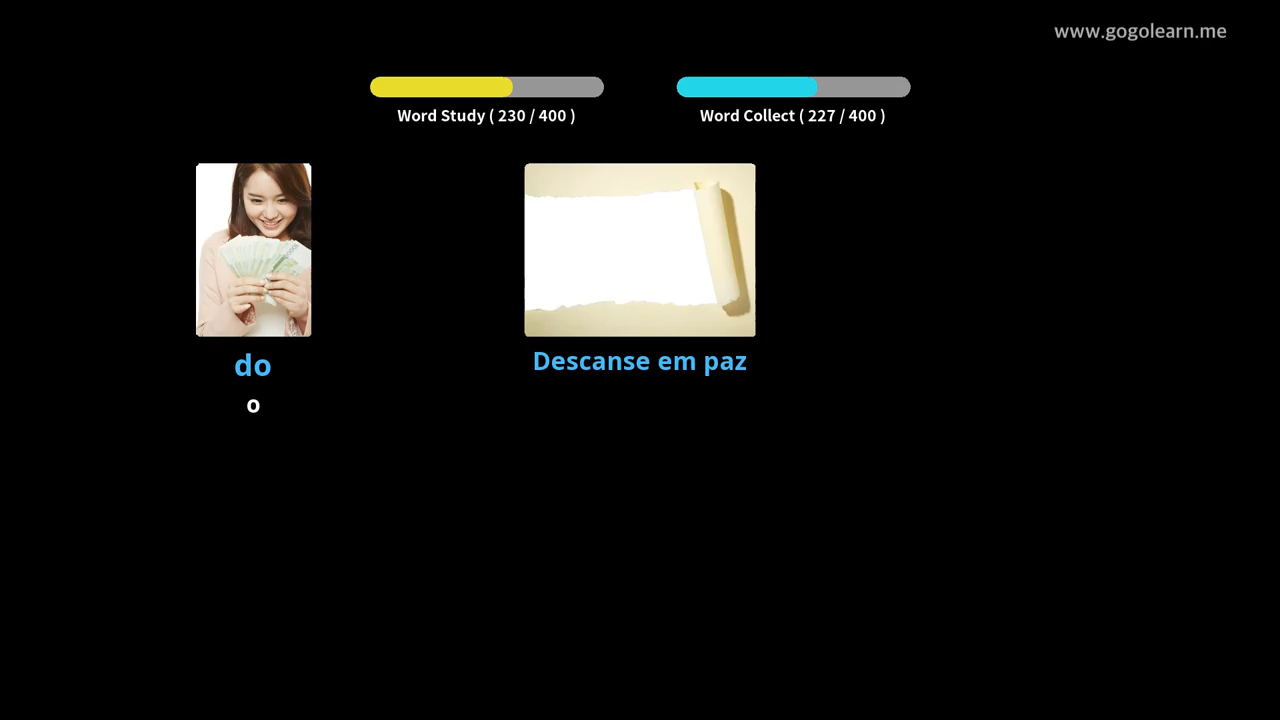 www.gogolearn.me
Word Study ( 230 / 400 )
Word Collect ( 227 / 400 )
do
o
Descanse em paz